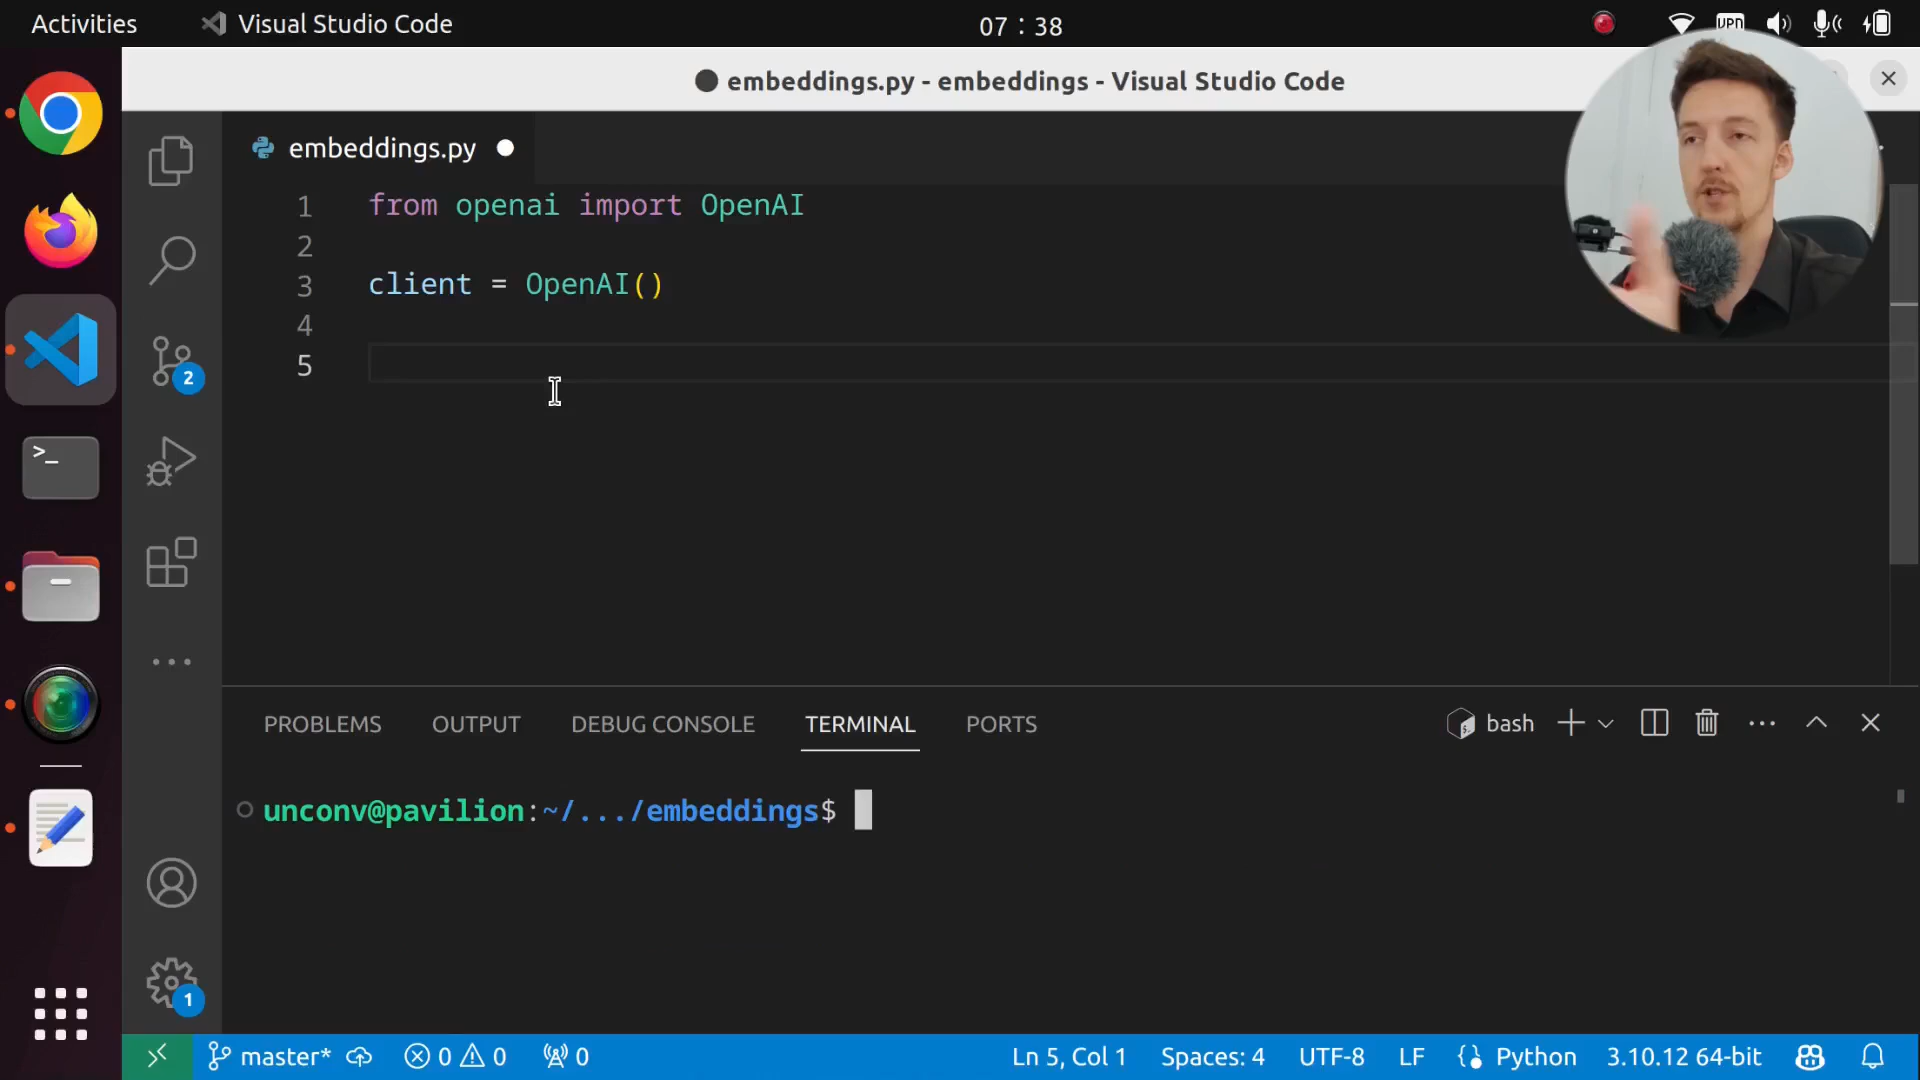 Activities
Visual Studio Code
07 : 38
VPN
● embeddings.py - embeddings - Visual Studio Code
embeddings.py
1 from openai import OpenAI
2
3 client = OpenAI()
4
5
2
PROBLEMS OUTPUT DEBUG CONSOLE TERMINAL PORTS
bash
unconv@pavilion:~/.../embeddings$
1
master* 0 0 0
Ln 5, Col 1 Spaces: 4 UTF-8 LF Python 3.10.12 64-bit